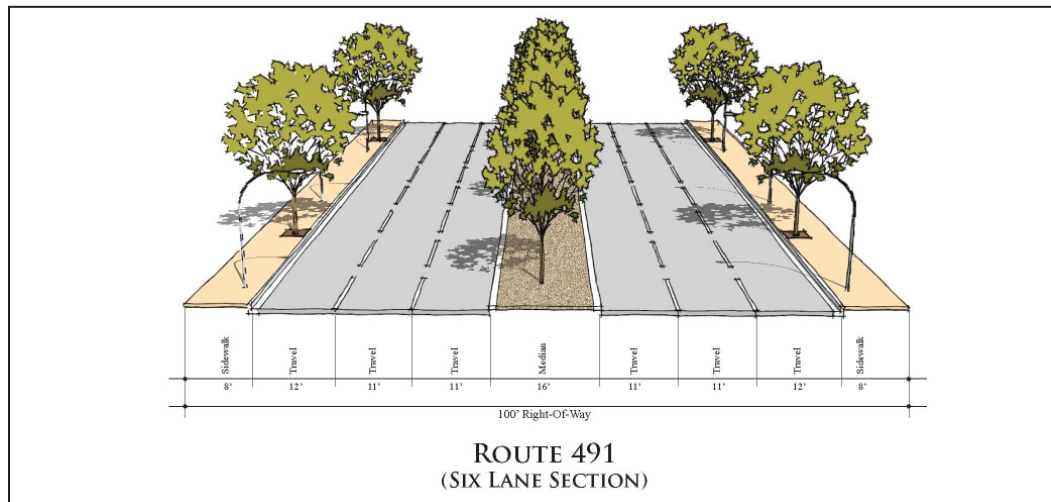 Sidewalk Travel Travel Travel Median Travel Travel Travel Sidewalk
8' 12' 11' 11' 16' 11' 11' 12' 8'
100' Right-Of-Way
ROUTE 491
(SIX LANE SECTION)